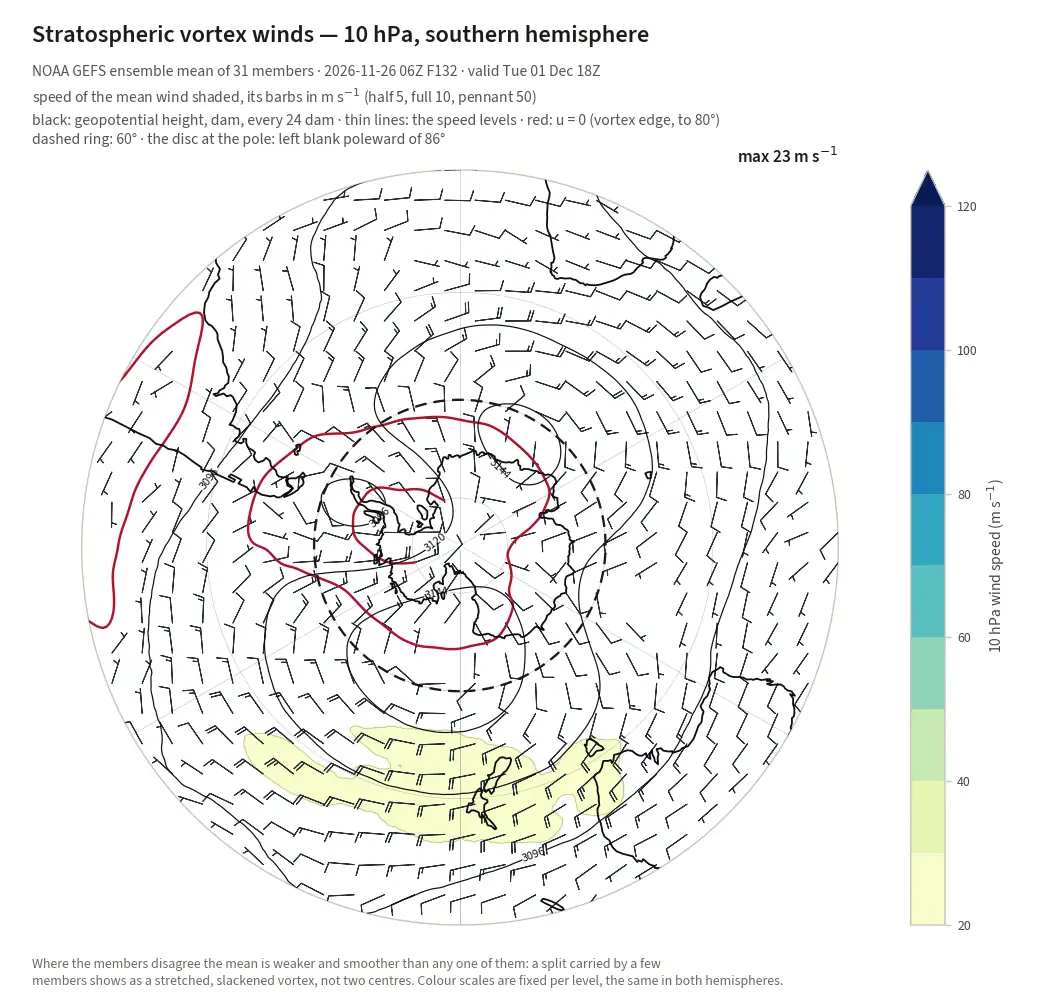 Stratospheric vortex winds — 10 hPa, southern hemisphere
NOAA GEFS ensemble mean of 31 members · 2026-11-26 06Z F132 · valid Tue 01 Dec 18Z
speed of the mean wind shaded, its barbs in m s⁻¹ (half 5, full 10, pennant 50)
black: geopotential height, dam, every 24 dam · thin lines: the speed levels · red: u = 0 (vortex edge, to 80°)
dashed ring: 60° · the disc at the pole: left blank poleward of 86°
max 23 m s⁻¹
120
100
80
60
40
20
10 hPa wind speed (m s⁻¹)
3144
3120
3096
Where the members disagree the mean is weaker and smoother than any one of them: a split carried by a few
members shows as a stretched, slackened vortex, not two centres. Colour scales are fixed per level, the same in both hemispheres.